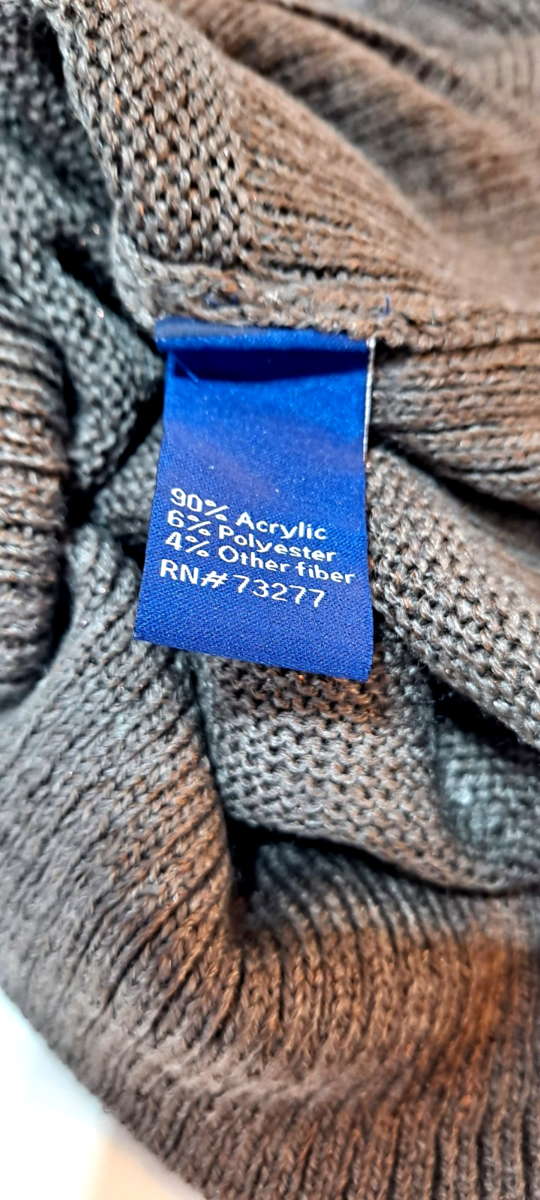 90% Acrylic
6% Polyester
4% Other fiber
RN# 73277